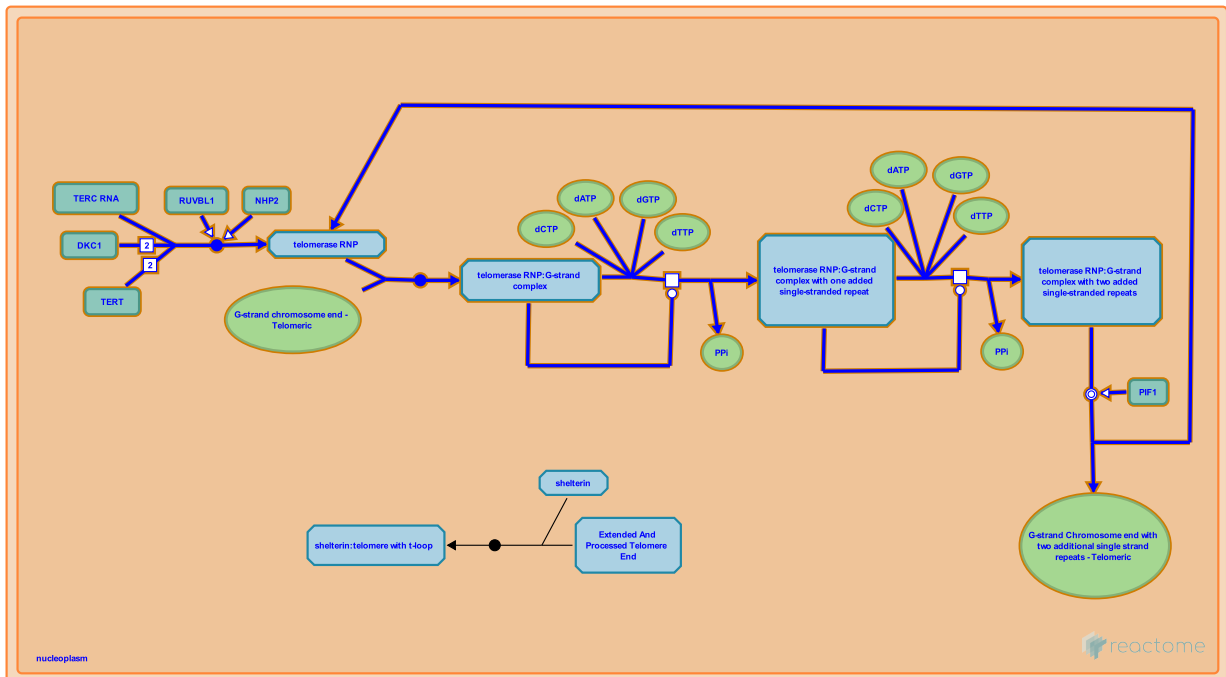 TERC RNA
RUVBL1
NHP2
DKC1
2
2
TERT
telomerase RNP
G-strand chromosome end -
Telomeric
dCTP
dATP
dGTP
dTTP
telomerase RNP:G-strand
complex
PPi
dCTP
dATP
dGTP
dTTP
telomerase RNP:G-strand
complex with one added
single-stranded repeat
PPi
telomerase RNP:G-strand
complex with two added
single-stranded repeats
PIF1
G-strand Chromosome end with
two additional single strand
repeats - Telomeric
shelterin
shelterin:telomere with t-loop
Extended And
Processed Telomere
End
nucleoplasm
reactome